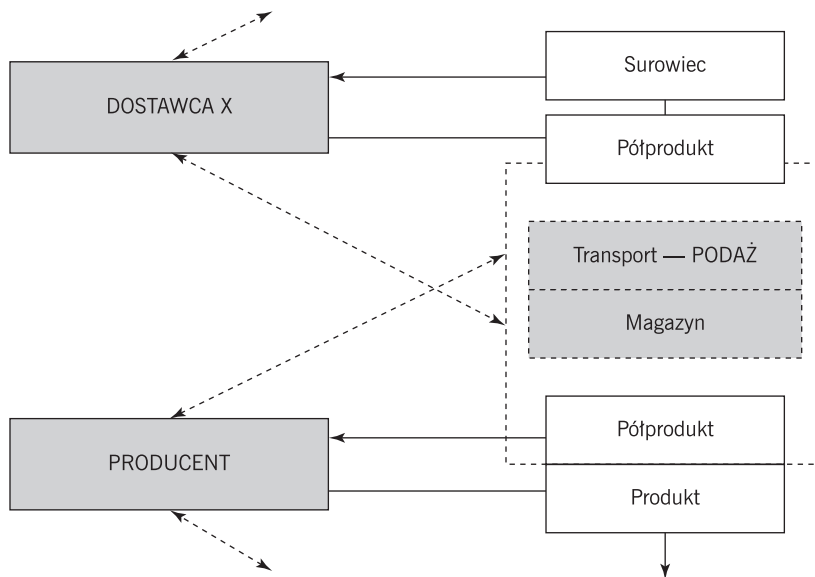 DOSTAWCA X
Surowiec
Półprodukt
Transport — PODAŻ
Magazyn
PRODUCENT
Półprodukt
Produkt